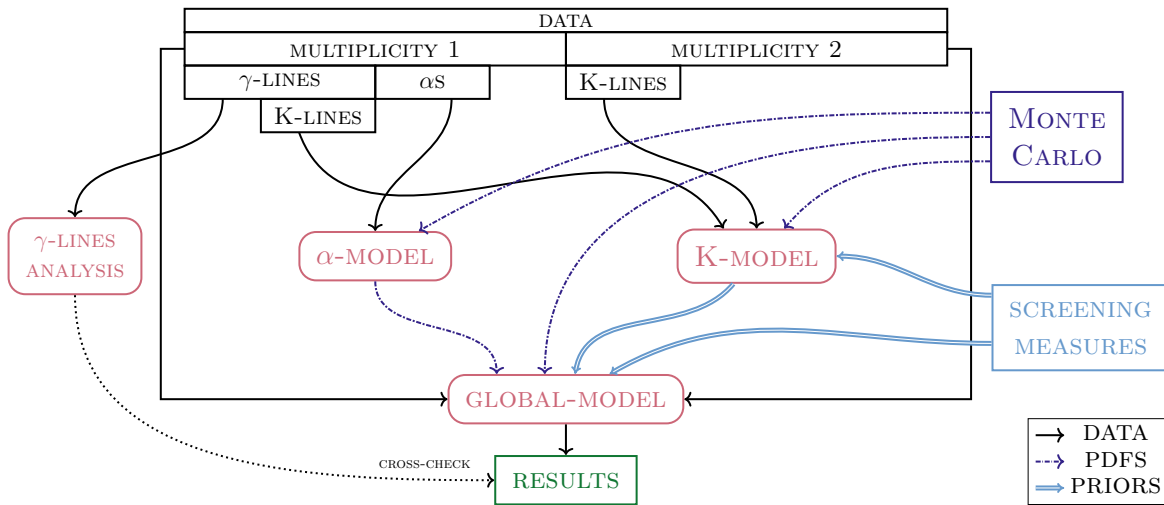 DATA
MULTIPLICITY 1 MULTIPLICITY 2
γ-LINES αS K-LINES
K-LINES
MONTE
CARLO
γ-LINES
ANALYSIS
α-MODEL
K-MODEL
SCREENING
MEASURES
GLOBAL-MODEL
CROSS-CHECK
RESULTS
DATA
PDFS
PRIORS